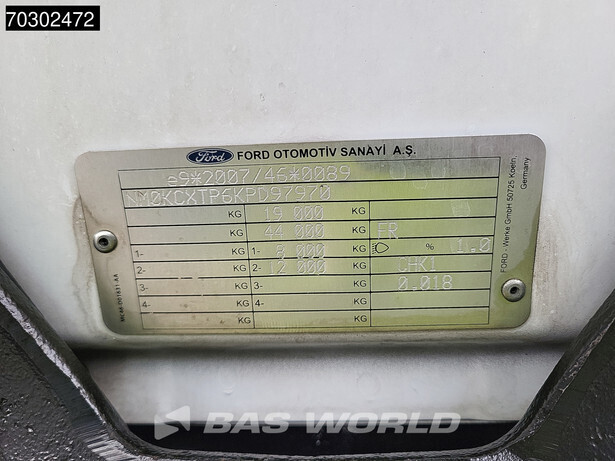 70302472
Ford FORD OTOMOTİV SANAYİ A.Ş.
e9*2007/46*0089
NM0KCXTP6KPD97970
KG 19 000 KG
KG 44 000 KG FR
1- KG 1- 8 000 KG % (1.0
2- KG 2- 12 000 KG CHK1
3- KG 3- KG 0.018
4- KG 4- KG
KG KG
FORD - Werke GmbH 50725 Koeln,
Germany
BAS WORLD